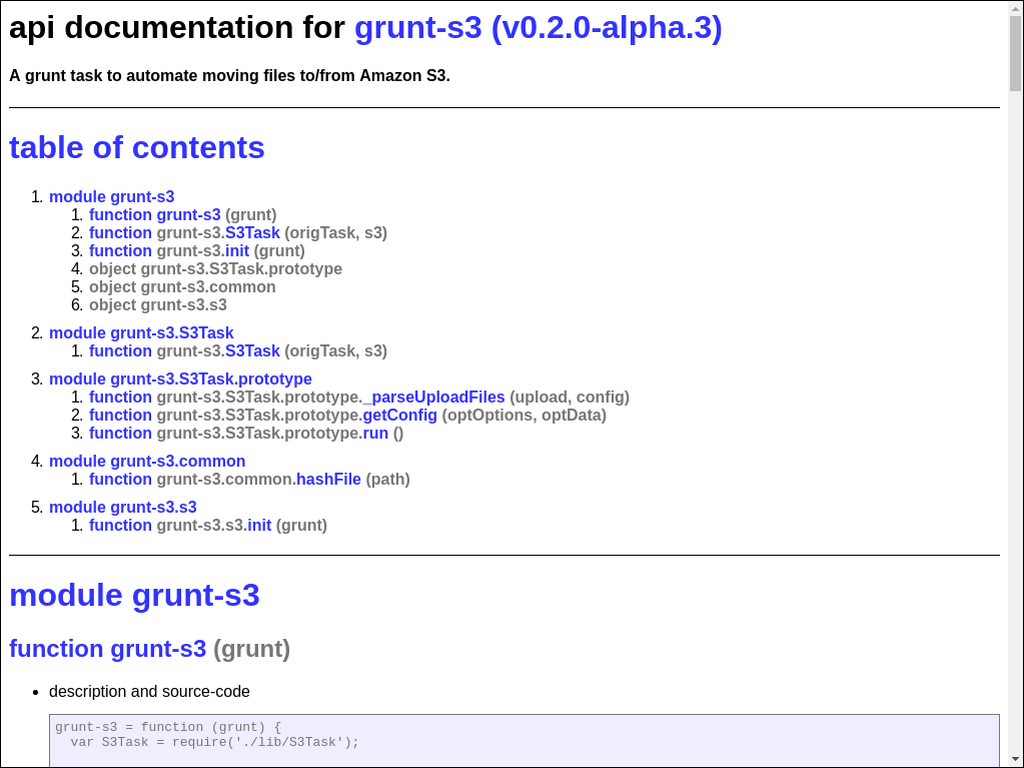 api documentation for grunt-s3 (v0.2.0-alpha.3)
A grunt task to automate moving files to/from Amazon S3.
table of contents
1. module grunt-s3
1. function grunt-s3 (grunt)
2. function grunt-s3.S3Task (origTask, s3)
3. function grunt-s3.init (grunt)
4. object grunt-s3.S3Task.prototype
5. object grunt-s3.common
6. object grunt-s3.s3
2. module grunt-s3.S3Task
1. function grunt-s3.S3Task (origTask, s3)
3. module grunt-s3.S3Task.prototype
1. function grunt-s3.S3Task.prototype._parseUploadFiles (upload, config)
2. function grunt-s3.S3Task.prototype.getConfig (optOptions, optData)
3. function grunt-s3.S3Task.prototype.run ()
4. module grunt-s3.common
1. function grunt-s3.common.hashFile (path)
5. module grunt-s3.s3
1. function grunt-s3.s3.init (grunt)
module grunt-s3
function grunt-s3 (grunt)
• description and source-code
grunt-s3 = function (grunt) {
  var S3Task = require('./lib/S3Task');